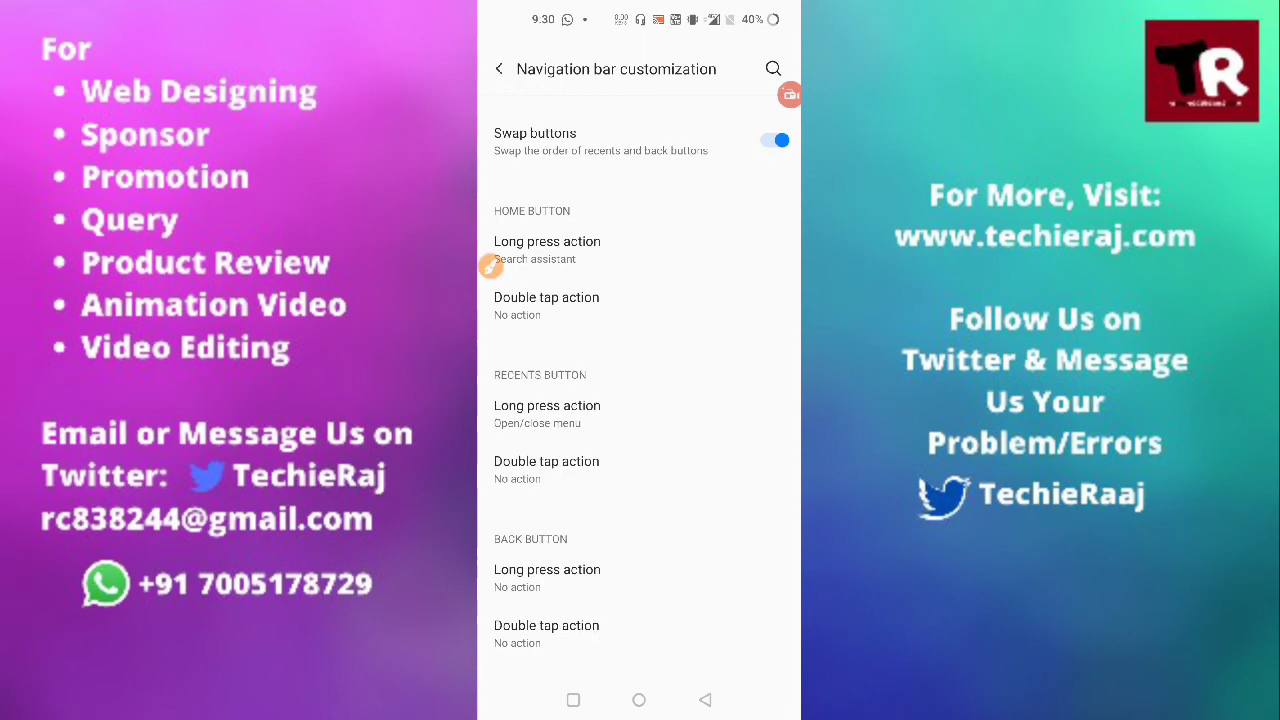 For
• Web Designing
• Sponsor
• Promotion
• Query
• Product Review
• Animation Video
• Video Editing
Email or Message Us on
Twitter: TechieRaj
rc838244@gmail.com
+91 7005178729
9.30
40%
Navigation bar customization
Swap buttons
Swap the order of recents and back buttons
HOME BUTTON
Long press action
Search assistant
Double tap action
No action
RECENTS BUTTON
Long press action
Open/close menu
Double tap action
No action
BACK BUTTON
Long press action
No action
Double tap action
No action
TR
For More, Visit:
www.techieraj.com
Follow Us on
Twitter & Message
Us Your
Problem/Errors
TechieRaaj